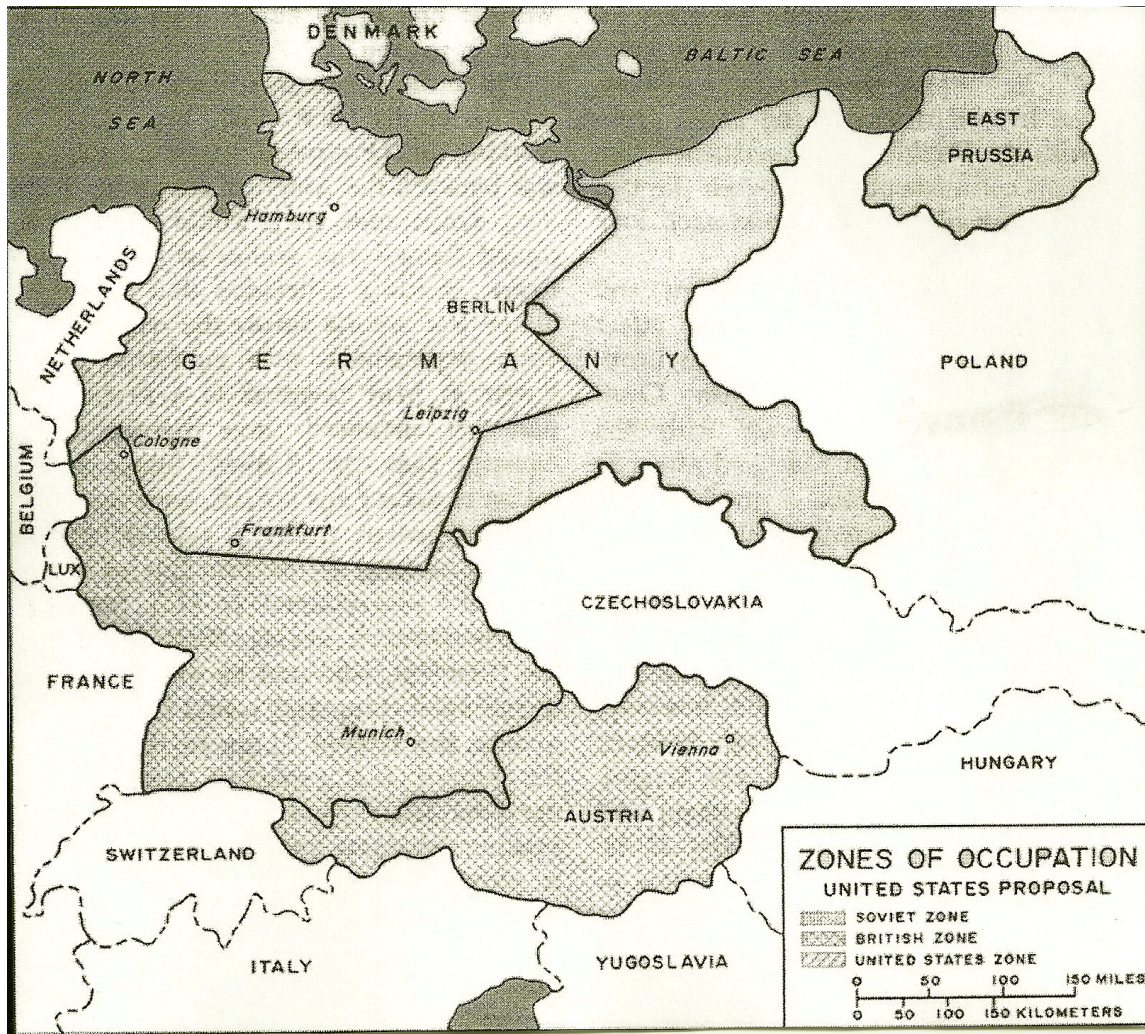 DENMARK
NORTH
SEA
BALTIC SEA
EAST
PRUSSIA
Hamburg
NETHERLANDS
BERLIN
GERMANY
POLAND
Leipzig
Cologne
BELGIUM
Frankfurt
LUX
CZECHOSLOVAKIA
FRANCE
Munich
Vienna
HUNGARY
AUSTRIA
SWITZERLAND
ITALY
YUGOSLAVIA
ZONES OF OCCUPATION
UNITED STATES PROPOSAL
SOVIET ZONE
BRITISH ZONE
UNITED STATES ZONE
0 50 100 150 MILES
0 50 100 150 KILOMETERS